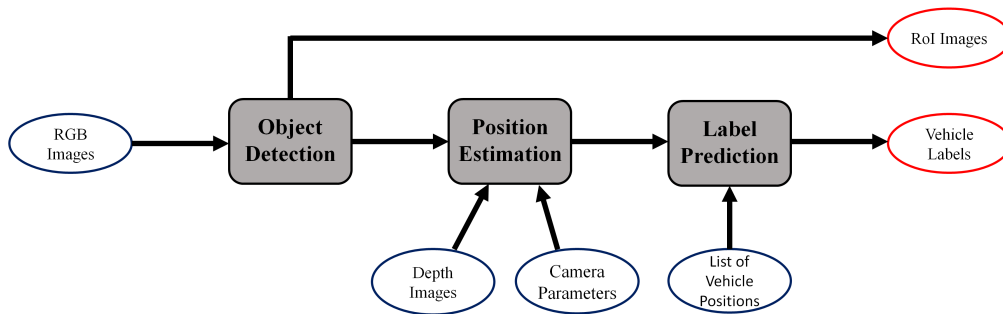 RoI Images
RGB
Images
Object
Detection
Position
Estimation
Label
Prediction
Vehicle
Labels
Depth
Images
Camera
Parameters
List of
Vehicle
Positions